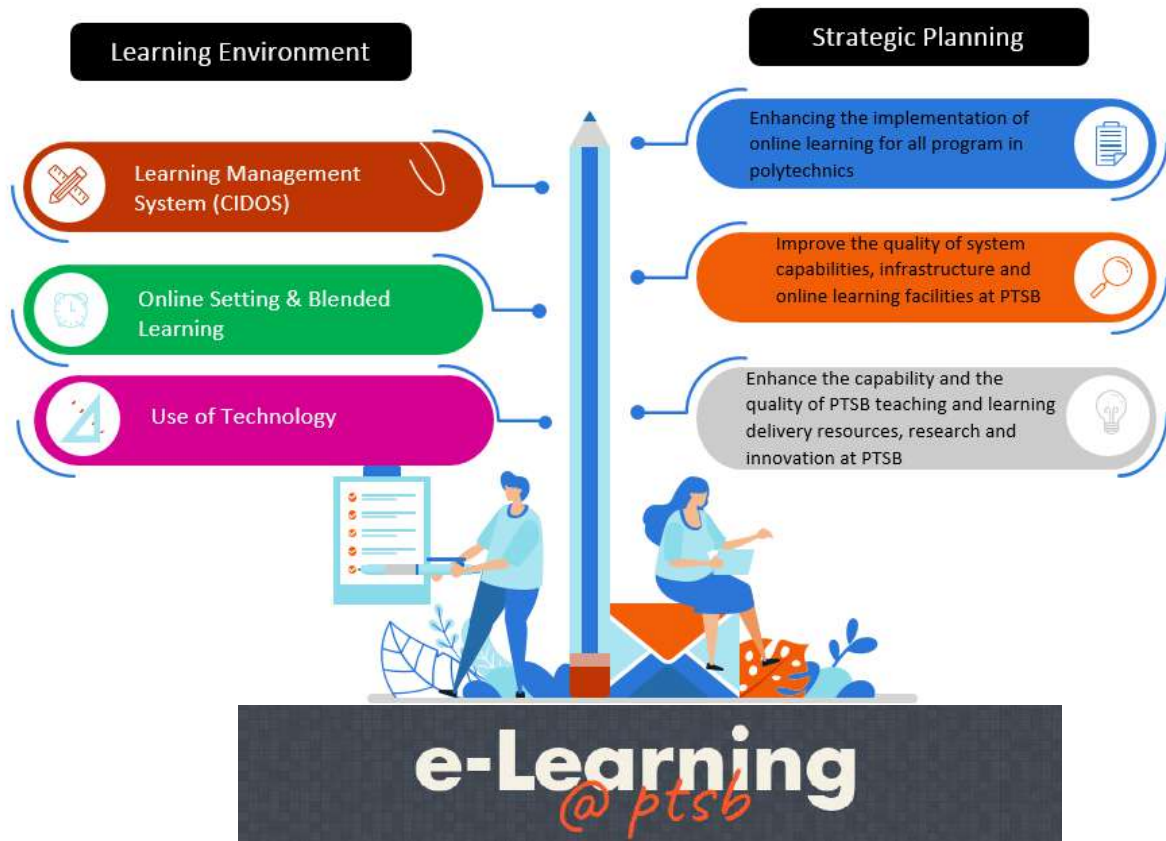 Learning Environment
Learning Management
System (CIDOS)
Online Setting & Blended
Learning
Use of Technology
Strategic Planning
Enhancing the implementation of
online learning for all program in
polytechnics
Improve the quality of system
capabilities, infrastructure and
online learning facilities at PTSB
Enhance the capability and the
quality of PTSB teaching and learning
delivery resources, research and
innovation at PTSB
e-Learning
@ ptsb